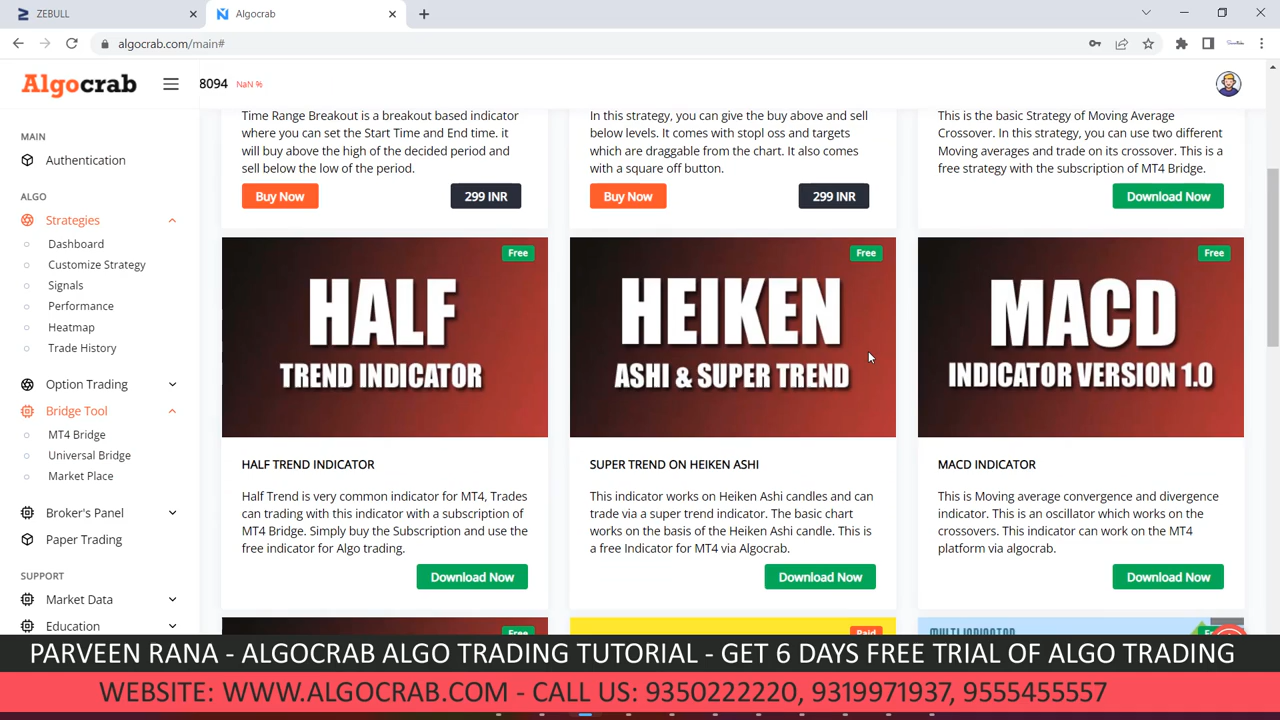 ZEBULL
Algocrab
algocrab.com/main#
Algocrab
8094 NaN %
MAIN
Authentication
ALGO
Strategies
Dashboard
Customize Strategy
Signals
Performance
Heatmap
Trade History
Option Trading
Bridge Tool
MT4 Bridge
Universal Bridge
Market Place
Broker's Panel
Paper Trading
SUPPORT
Market Data
Education
Time Range Breakout is a breakout based indicator
where you can set the Start Time and End time. it
will buy above the high of the decided period and
sell below the low of the period.
Buy Now
299 INR
In this strategy, you can give the buy above and sell
below levels. It comes with stopl oss and targets
which are draggable from the chart. It also comes
with a square off button.
Buy Now
299 INR
This is the basic Strategy of Moving Average
Crossover. In this strategy, you can use two different
Moving averages and trade on its crossover. This is a
free strategy with the subscription of MT4 Bridge.
Download Now
Free
HALF
TREND INDICATOR
HALF TREND INDICATOR
Half Trend is very common indicator for MT4, Trades
can trading with this indicator with a subscription of
MT4 Bridge. Simply buy the Subscription and use the
free indicator for Algo trading.
Download Now
Free
HEIKEN
ASHI & SUPER TREND
SUPER TREND ON HEIKEN ASHI
This indicator works on Heiken Ashi candles and can
trade via a super trend indicator. The basic chart
works on the basis of the Heiken Ashi candle. This is
a free Indicator for MT4 via Algocrab.
Download Now
Free
MACD
INDICATOR VERSION 1.0
MACD INDICATOR
This is Moving average convergence and divergence
indicator. This is an oscillator which works on the
crossovers. This indicator can work on the MT4
platform via algocrab.
Download Now
Free
Paid
PARVEEN RANA - ALGOCRAB ALGO TRADING TUTORIAL - GET 6 DAYS FREE TRIAL OF ALGO TRADING
WEBSITE: WWW.ALGOCRAB.COM - CALL US: 9350222220, 9319971937, 9555455557